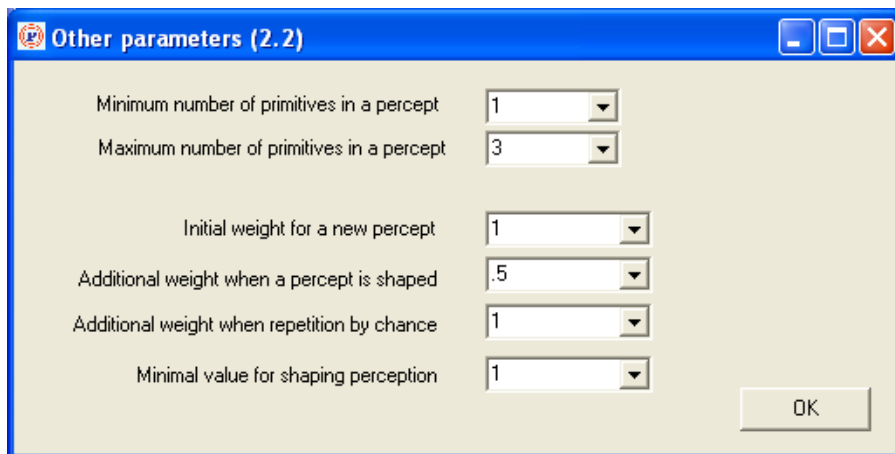 Other parameters (2.2)
Minimum number of primitives in a percept 1
Maximum number of primitives in a percept 3
Initial weight for a new percept 1
Additional weight when a percept is shaped .5
Additional weight when repetition by chance 1
Minimal value for shaping perception 1
OK